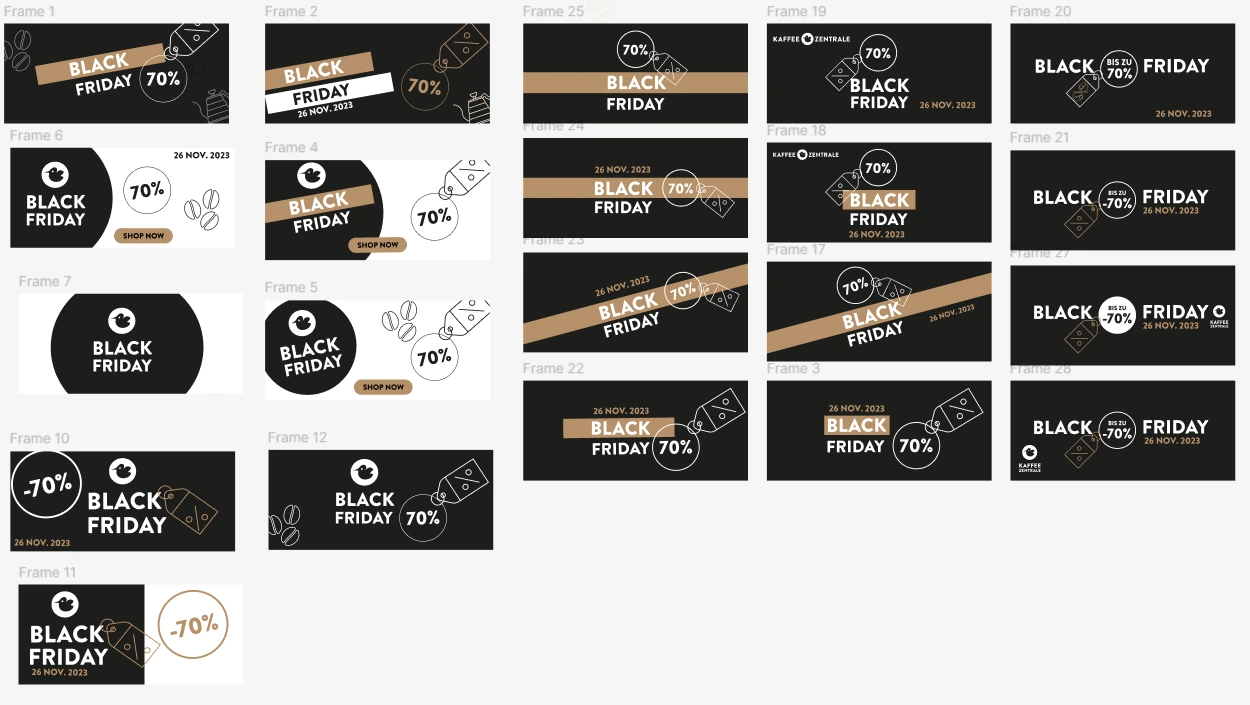 Frame 1
BLACK
FRIDAY
70%
Frame 2
BLACK
FRIDAY
26 NOV. 2023
70%
Frame 25
70%
BLACK
FRIDAY
Frame 19
KAFFEE ZENTRALE
70%
BLACK
FRIDAY
26 NOV. 2023
Frame 20
BLACK
BIS ZU
70%
FRIDAY
26 NOV. 2023
Frame 6
BLACK
FRIDAY
26 NOV. 2023
70%
SHOP NOW
Frame 4
BLACK
FRIDAY
70%
SHOP NOW
Frame 24
26 NOV. 2023
BLACK
FRIDAY
70%
Frame 18
KAFFEE ZENTRALE
70%
BLACK
FRIDAY
26 NOV. 2023
Frame 21
BLACK
BIS ZU
-70%
FRIDAY
26 NOV. 2023
Frame 7
BLACK
FRIDAY
Frame 5
BLACK
FRIDAY
70%
SHOP NOW
Frame 23
26 NOV. 2023
BLACK
FRIDAY
70%
Frame 17
70%
BLACK
FRIDAY
26 NOV. 2023
Frame 27
BLACK
BIS ZU
-70%
FRIDAY
26 NOV. 2023
KAFFEE
ZENTRALE
Frame 22
26 NOV. 2023
BLACK
FRIDAY
70%
Frame 3
26 NOV. 2023
BLACK
FRIDAY
70%
Frame 28
BLACK
BIS ZU
-70%
FRIDAY
26 NOV. 2023
KAFFEE
ZENTRALE
Frame 10
-70%
BLACK
FRIDAY
26 NOV. 2023
Frame 12
BLACK
FRIDAY
70%
Frame 11
BLACK
FRIDAY
26 NOV. 2023
-70%